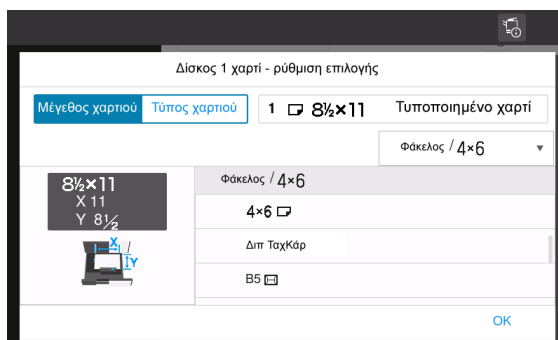 Δίσκος 1 χαρτί - ρύθμιση επιλογής
Μέγεθος χαρτιού Τύπος χαρτιού 1 8½×11 Τυποποιημένο χαρτί
Φάκελος / 4×6
8½×11
X 11
Y 8½
X
Y
Φάκελος / 4×6
4×6
Διπ ΤαχΚάρ
B5
OK